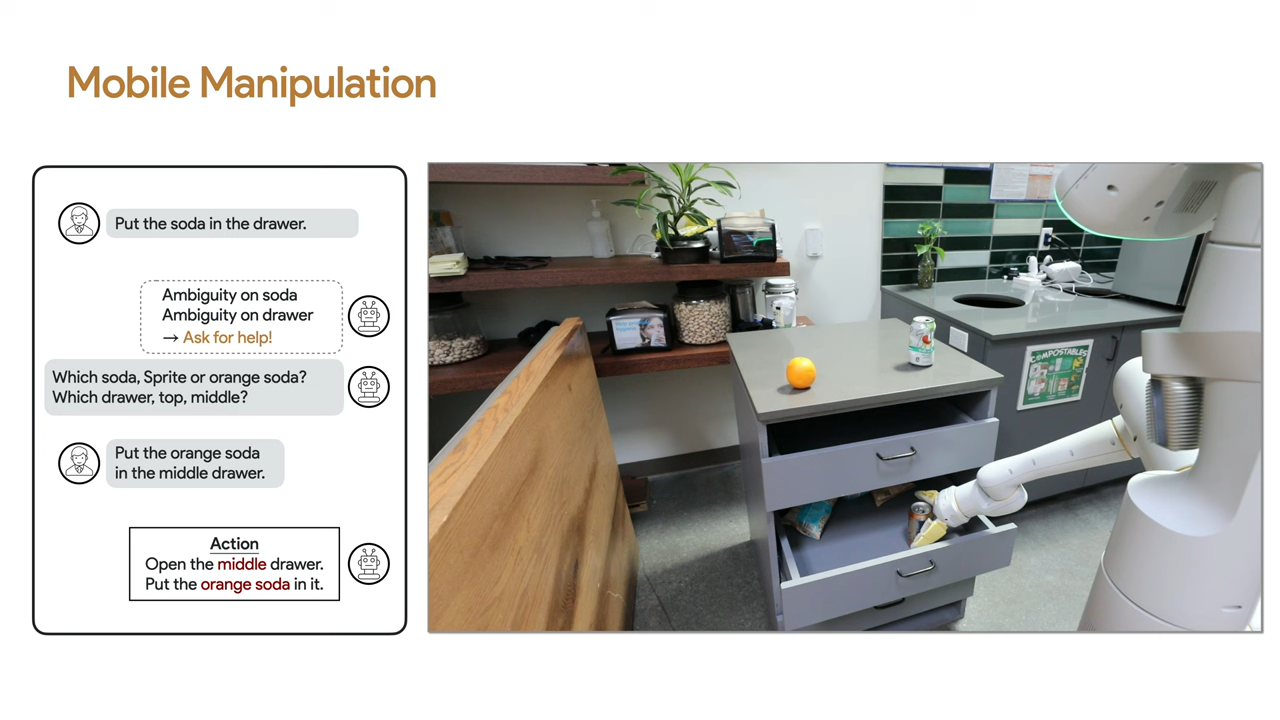 Mobile Manipulation
Put the soda in the drawer.
Ambiguity on soda
Ambiguity on drawer
→ Ask for help!
Which soda, Sprite or orange soda?
Which drawer, top, middle?
Put the orange soda
in the middle drawer.
Action
Open the middle drawer.
Put the orange soda in it.
COMPOSTABLES